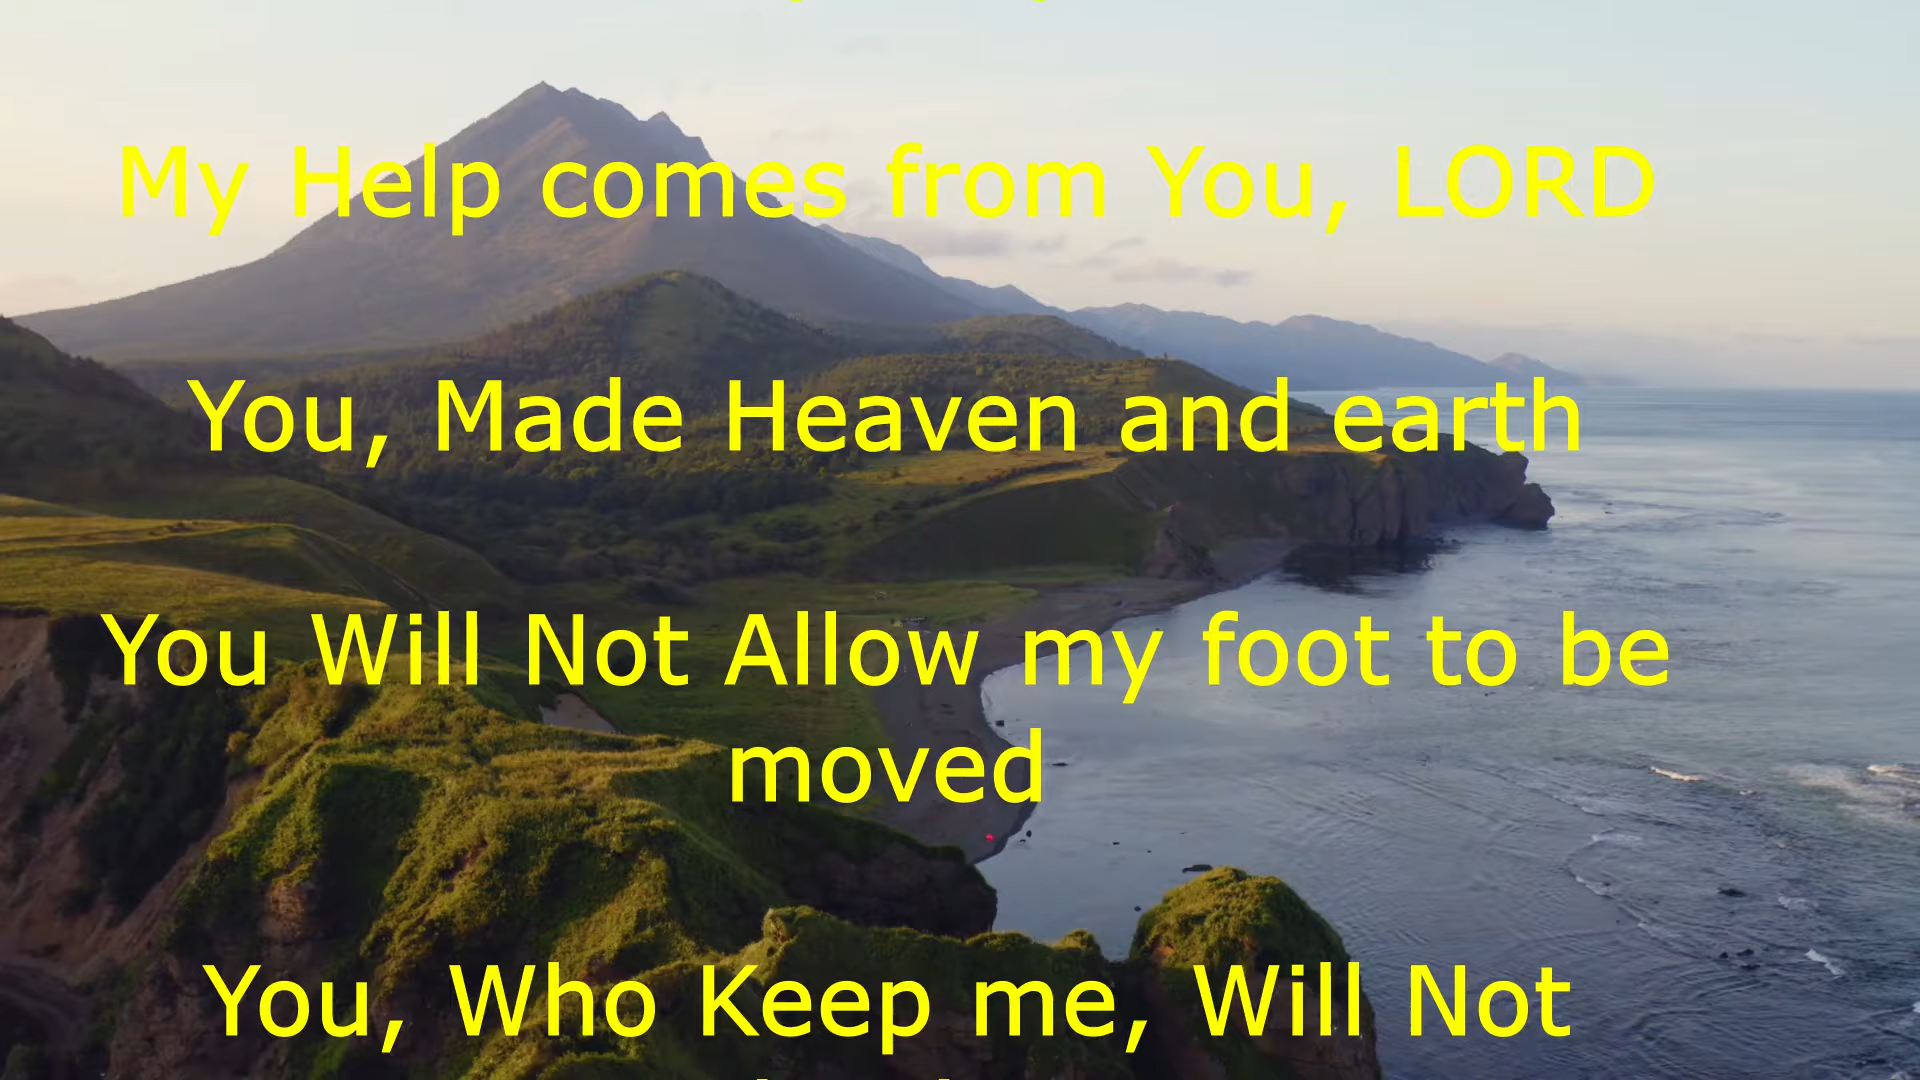 My Help comes from You, LORD
You, Made Heaven and earth
You Will Not Allow my foot to be
moved
You, Who Keep me, Will Not